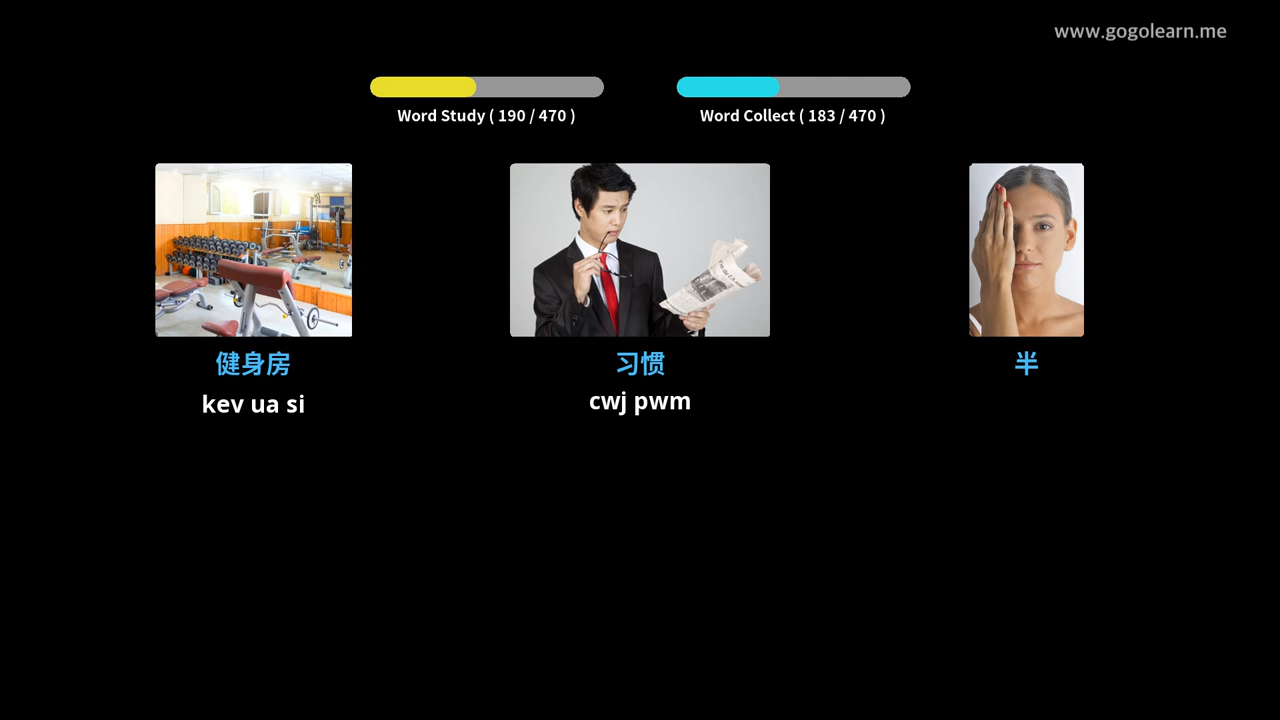 www.gogolearn.me
Word Study ( 190 / 470 )
Word Collect ( 183 / 470 )
健身房
kev ua si
习惯
cwj pwm
半